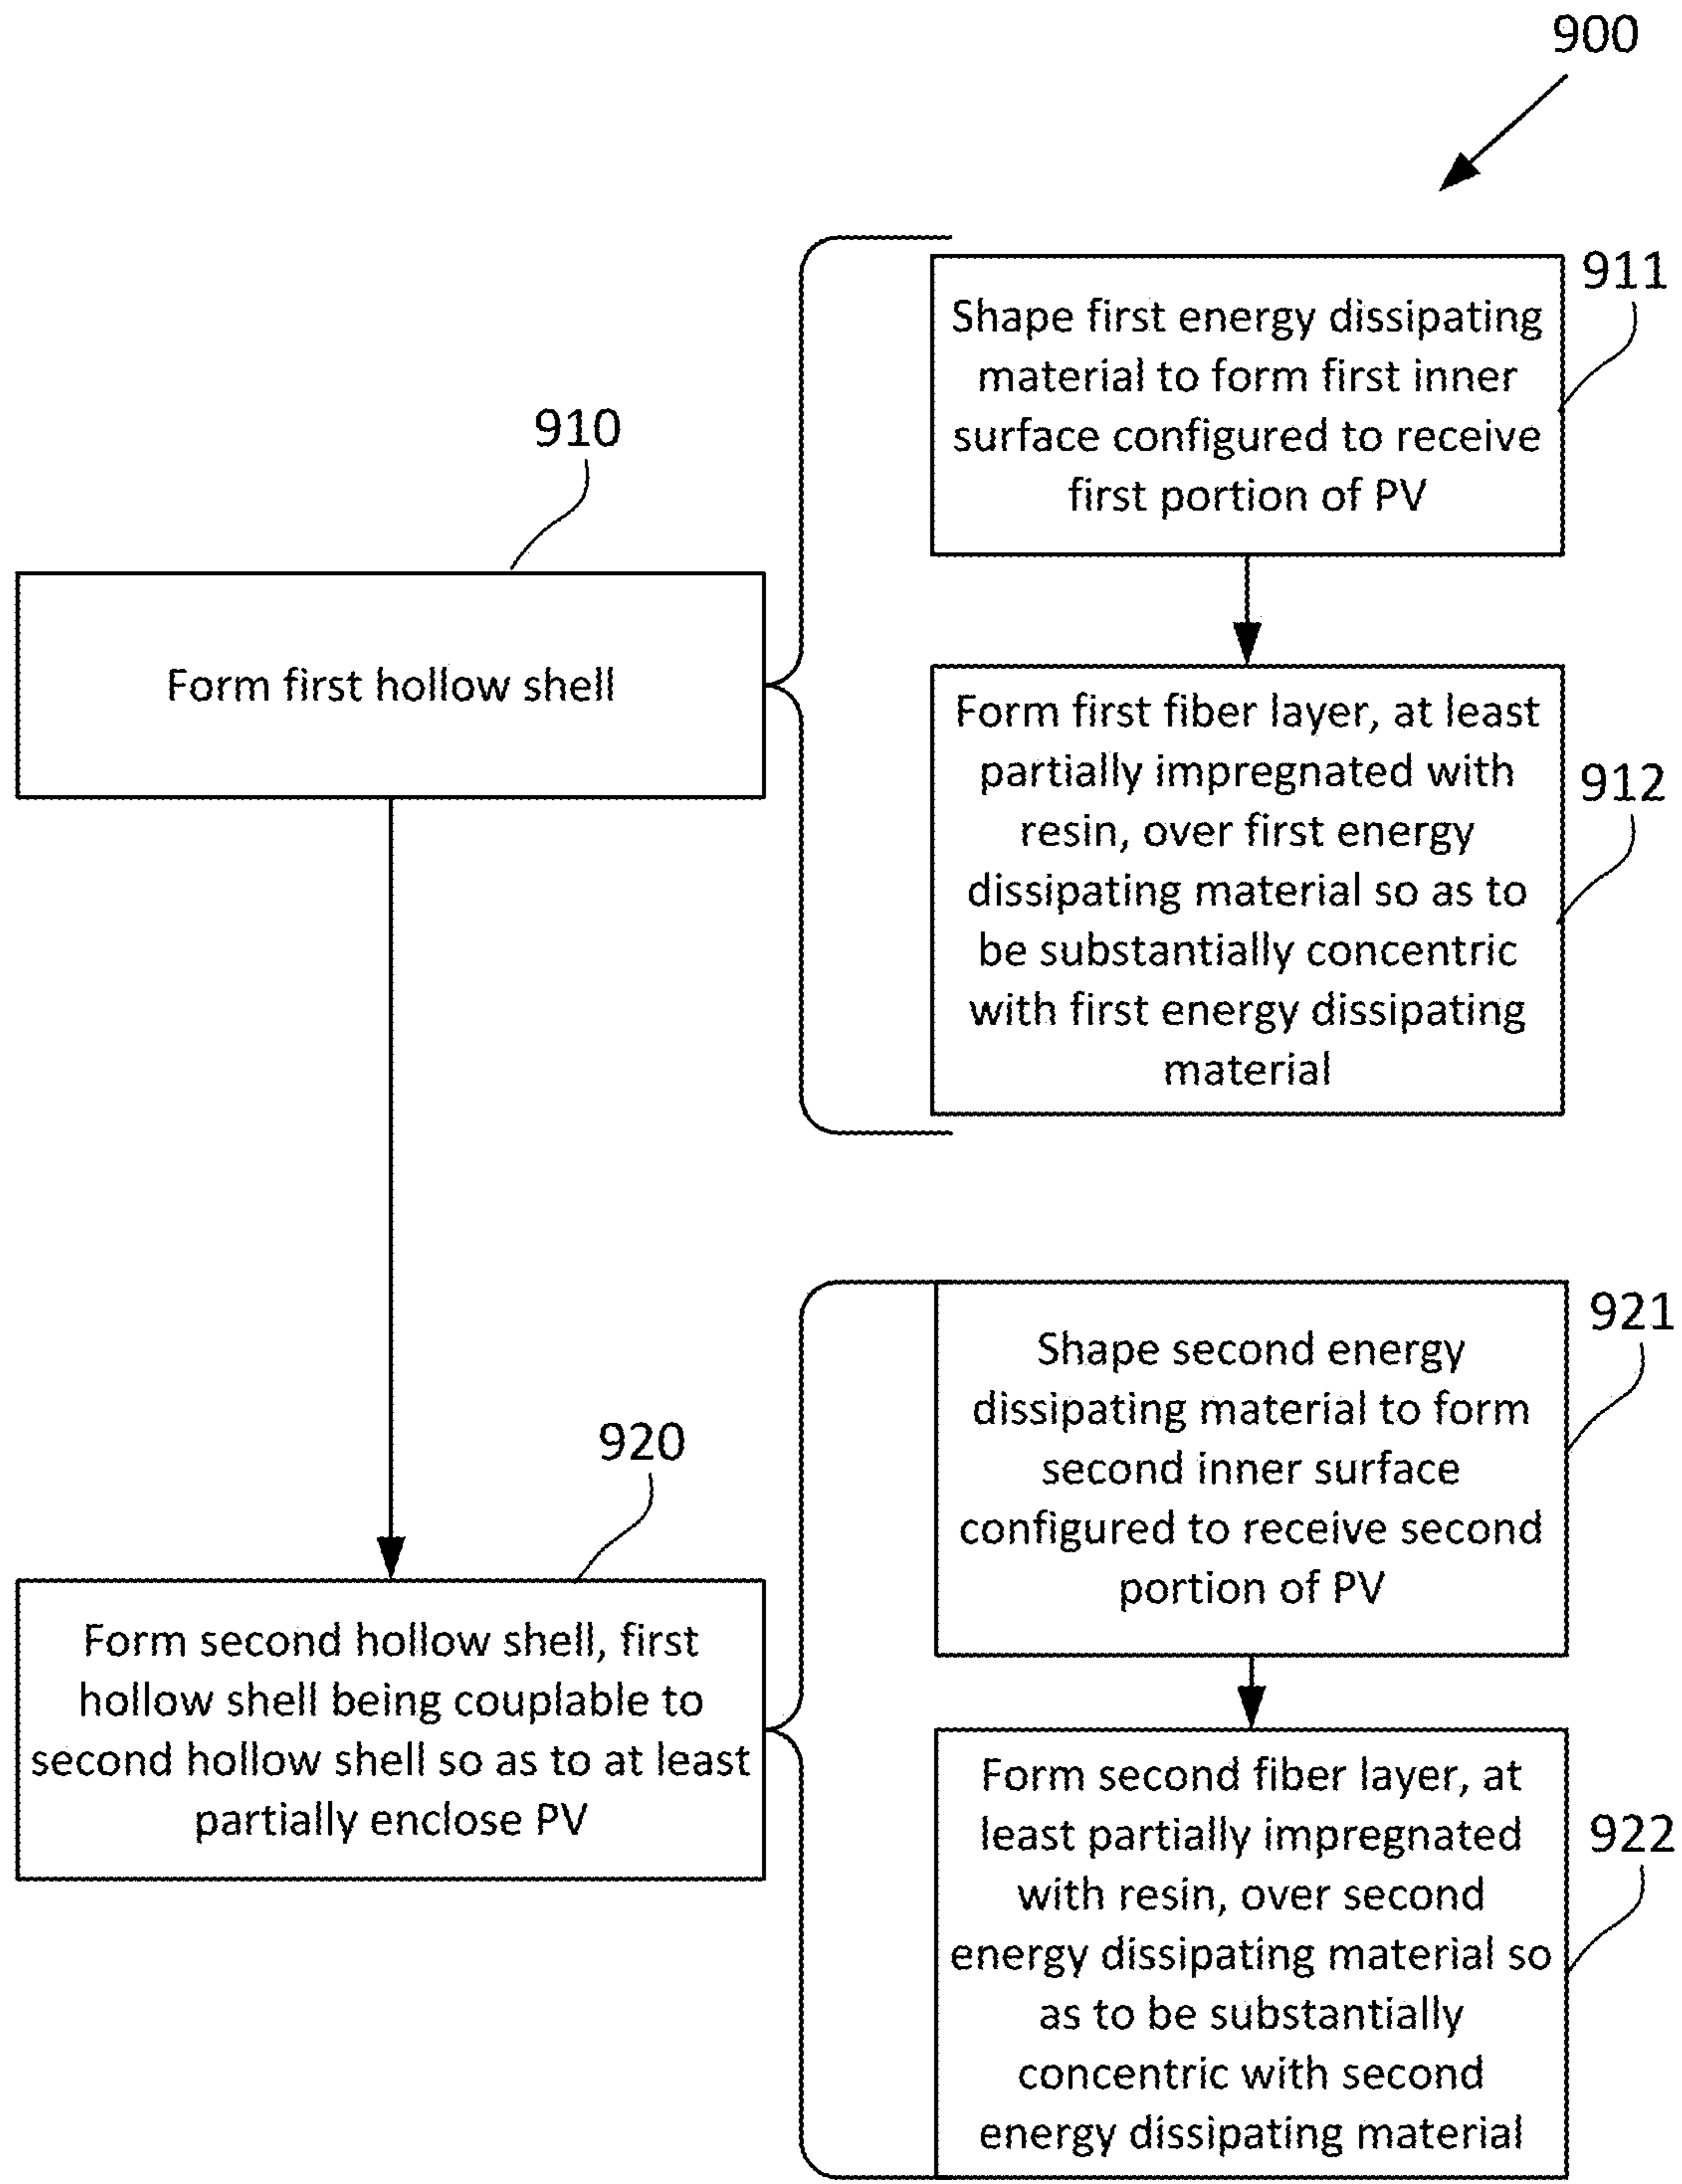 900
911
Shape first energy dissipating
material to form first inner
surface configured to receive
first portion of PV
910
Form first hollow shell
912
Form first fiber layer, at least
partially impregnated with
resin, over first energy
dissipating material so as to
be substantially concentric
with first energy dissipating
material
920
Form second hollow shell, first
hollow shell being couplable to
second hollow shell so as to at least
partially enclose PV
921
Shape second energy
dissipating material to form
second inner surface
configured to receive second
portion of PV
922
Form second fiber layer, at
least partially impregnated
with resin, over second
energy dissipating material so
as to be substantially
concentric with second
energy dissipating material